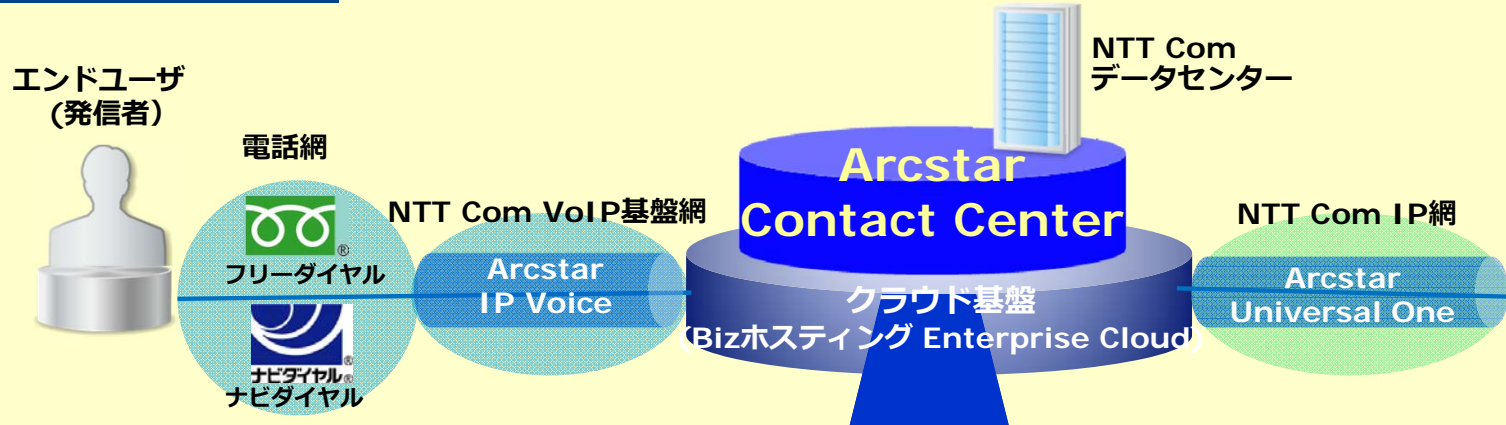 エンドユーザ
(発信者）
電話網
フリーダイヤル
ナビダイヤル®
ナビダイヤル
NTT Com VoIP基盤網
Arcstar
IP Voice
NTT Com
データセンター
Arcstar
Contact Center
クラウド基盤
(Bizホスティング Enterprise Cloud)
NTT Com IP網
Arcstar
Universal One